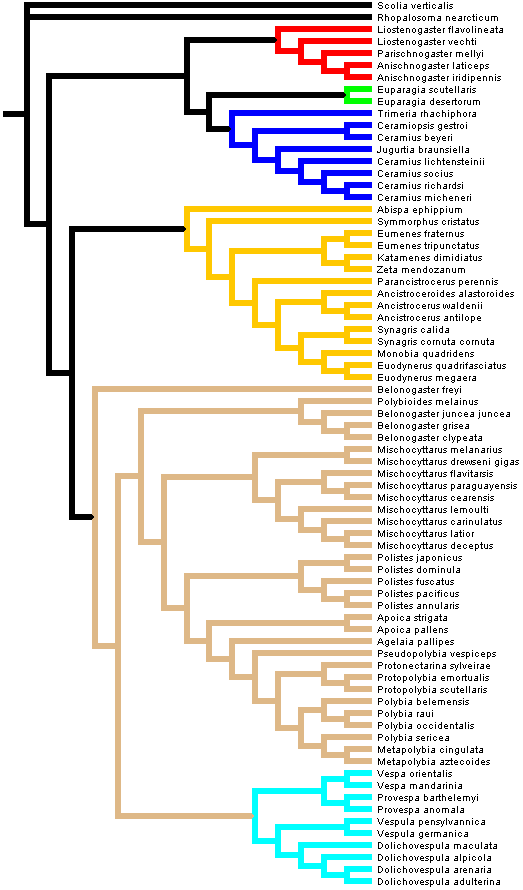 Scolia verticalis
Rhopalosoma nearcticum
Liostenogaster flavolineata
Liostenogaster vechti
Parischnogaster mellyi
Anischnogaster laticeps
Anischnogaster iridipennis
Euparagia scutellaris
Euparagia desertorum
Trimeria rhachiphora
Ceramiopsis gestroi
Ceramius beyeri
Jugurtia braunsiella
Ceramius lichtensteinii
Ceramius socius
Ceramius richardsi
Ceramius micheneri
Abispa ephippium
Symmorphus cristatus
Eumenes fraternus
Eumenes tripunctatus
Katamenes dimidiatus
Zeta mendozanum
Parancistrocerus perennis
Ancistroceroides alastoroides
Ancistrocerus waldenii
Ancistrocerus antilope
Synagris calida
Synagris cornuta cornuta
Monobia quadridens
Euodynerus quadrifasciatus
Euodynerus megaera
Belonogaster freyi
Polybioides melainus
Belonogaster juncea juncea
Belonogaster grisea
Belonogaster clypeata
Mischocyttarus melanarius
Mischocyttarus drewseni gigas
Mischocyttarus flavitarsis
Mischocyttarus paraguayensis
Mischocyttarus cearensis
Mischocyttarus lemoulti
Mischocyttarus carinulatus
Mischocyttarus latior
Mischocyttarus deceptus
Polistes japonicus
Polistes dominula
Polistes fuscatus
Polistes pacificus
Polistes annularis
Apoica strigata
Apoica pallens
Agelaia pallipes
Pseudopolybia vespiceps
Protonectarina sylveirae
Protopolybia emortualis
Protopolybia scutellaris
Polybia belemensis
Polybia raui
Polybia occidentalis
Polybia sericea
Metapolybia cingulata
Metapolybia aztecoides
Vespa orientalis
Vespa mandarinia
Provespa barthelemyi
Provespa anomala
Vespula pensylvannica
Vespula germanica
Dolichovespula maculata
Dolichovespula alpicola
Dolichovespula arenaria
Dolichovespula adulterina